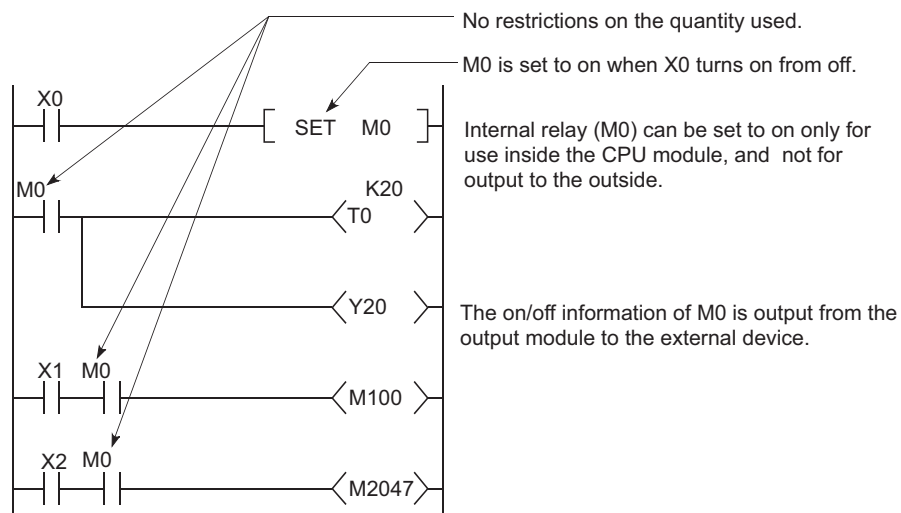 No restrictions on the quantity used.
M0 is set to on when X0 turns on from off.
X0
SET M0
Internal relay (M0) can be set to on only for
use inside the CPU module, and not for
output to the outside.
M0
K20
T0
Y20
The on/off information of M0 is output from the
output module to the external device.
X1 M0
M100
X2 M0
M2047